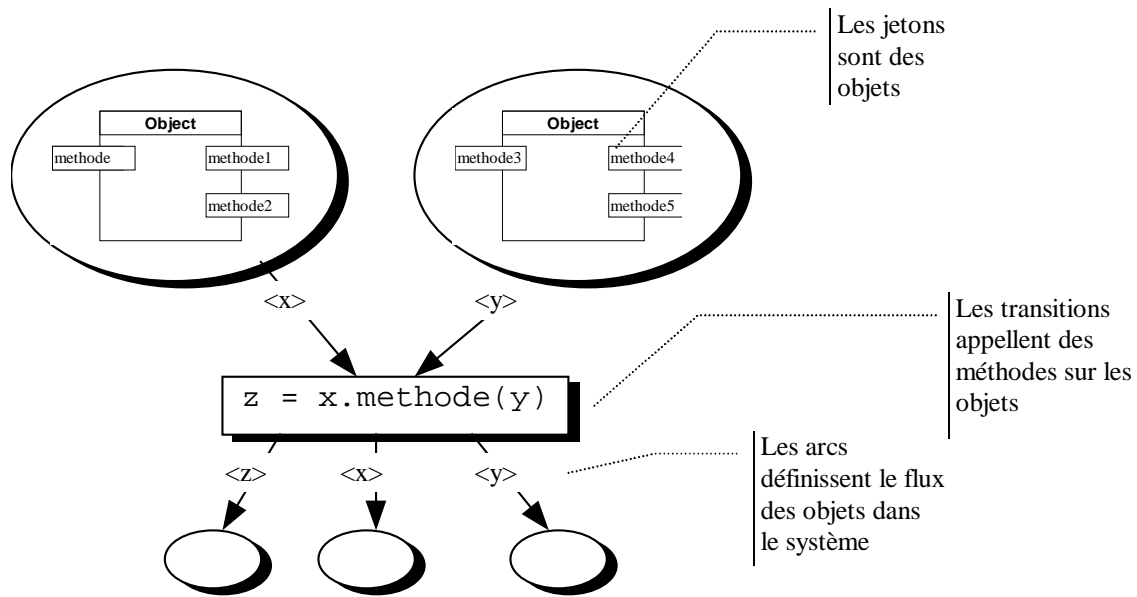 Les jetons
sont des
objets
Object
methode
methode1
methode2
Object
methode3
methode4
methode5
<x>
<y>
Les transitions
appellent des
méthodes sur les
objets
z = x.methode(y)
Les arcs
définissent le flux
des objets dans
le système
<z>
<x>
<y>